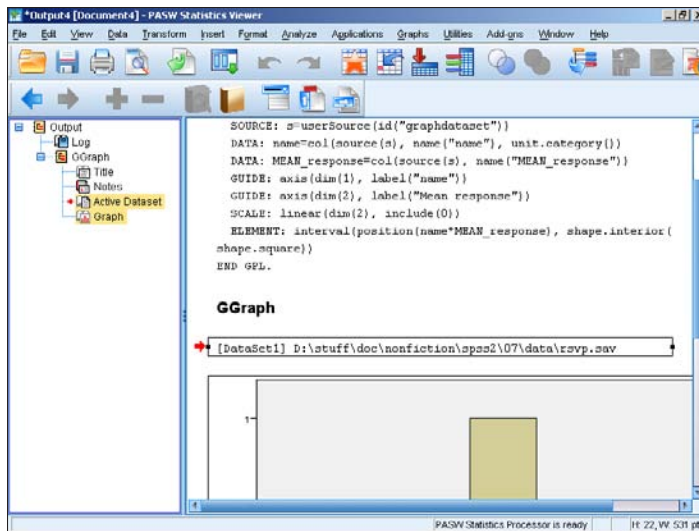 *Output4 [Document4] - PASW Statistics Viewer
File Edit View Data Transform Insert Format Analyze Applications Graphs Utilities Add-ons Window Help
Output
Log
GGraph
Title
Notes
Active Dataset
Graph
SOURCE: s=userSource(id("graphdataset"))
DATA: name=col(source(s), name("name"), unit.category())
DATA: MEAN_response=col(source(s), name("MEAN_response"))
GUIDE: axis(dim(1), label("name"))
GUIDE: axis(dim(2), label("Mean response"))
SCALE: linear(dim(2), include(0))
ELEMENT: interval(position(name*MEAN_response), shape.interior(
shape.square))
END GPL.
GGraph
[DataSet1] D:\stuff\doc\nonfiction\spss2\07\data\rsvp.sav
1
PASW Statistics Processor is ready
H: 22, W: 531